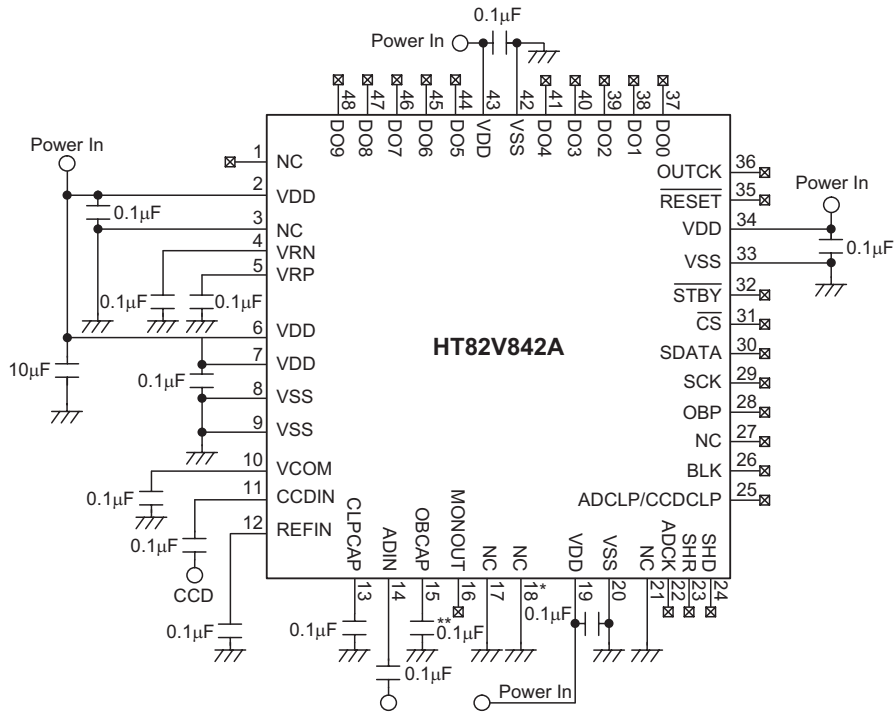 0.1μF
Power In
48 47 46 45 44 43 42 41 40 39 38 37
DO9 DO8 DO7 DO6 DO5 VDD VSS DO4 DO3 DO2 DO1 DO0
Power In
1 NC
2 VDD
0.1μF
3 NC
4 VRN
5 VRP
0.1μF 0.1μF
6 VDD
7 VDD
10μF
0.1μF
8 VSS
9 VSS
10 VCOM
0.1μF
11 CCDIN
12 REFIN
0.1μF
CCD
0.1μF
HT82V842A
OUTCK 36
RESET 35
Power In
VDD 34
0.1μF
VSS 33
STBY 32
CS 31
SDATA 30
SCK 29
OBP 28
NC 27
BLK 26
ADCLP/CCDCLP 25
CLPCAP ADIN OBCAP MONOUT NC NC VDD VSS NC ADCK SHR SHD
13 14 15 16 17 18* 19 20 21 22 23 24
0.1μF
0.1μF
**
0.1μF
0.1μF
Power In